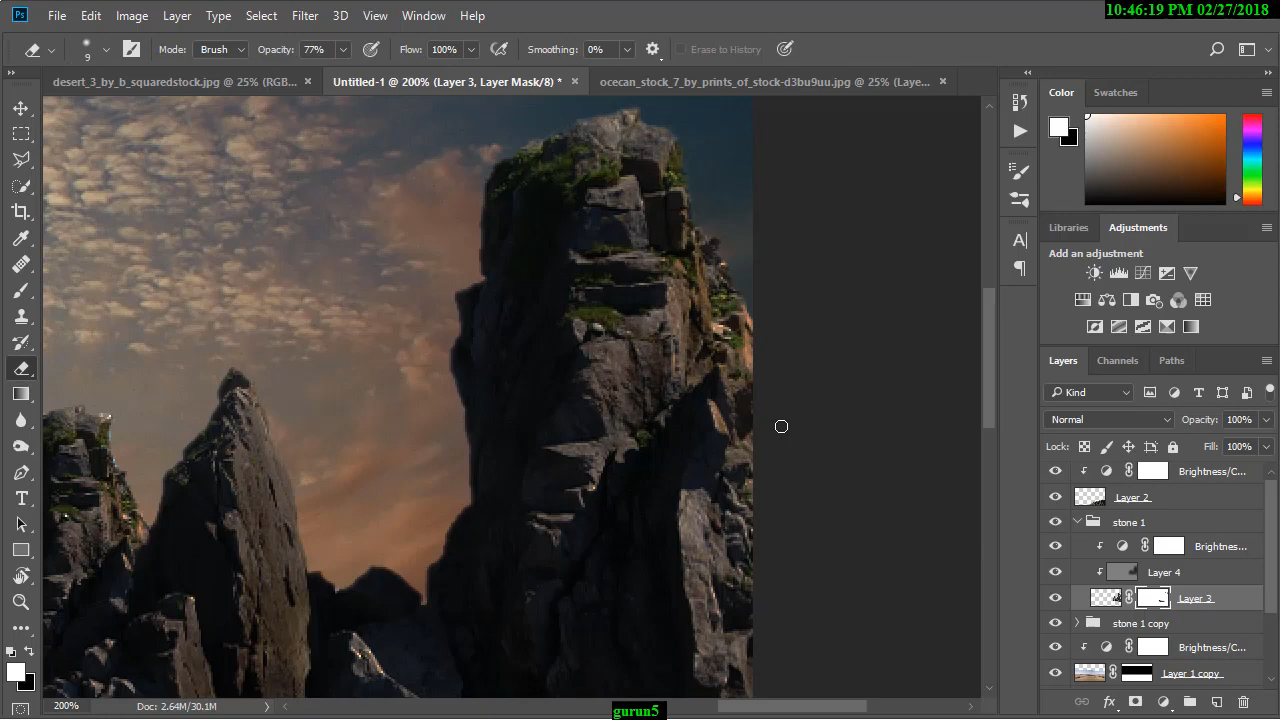 10:46:19 PM 02/27/2018
Ps File Edit Image Layer Type Select Filter 3D View Window Help
9 Mode: Brush Opacity: 77% Flow: 100% Smoothing: 0% Erase to History
desert_3_by_b_squaredstock.jpg @ 25% (RGB... Untitled-1 @ 200% (Layer 3, Layer Mask/8) * ocecan_stock_7_by_prints_of_stock-d3bu9uu.jpg @ 25% (Laye...
Color Swatches
Libraries Adjustments
Add an adjustment
Layers Channels Paths
Kind
Normal Opacity: 100%
Lock: Fill: 100%
Brightness/C...
Layer 2
stone 1
Brightnes...
Layer 4
Layer 3
stone 1 copy
Brightness/C...
Layer 1 copy
200% Doc: 2.64M/30.1M
gurun5